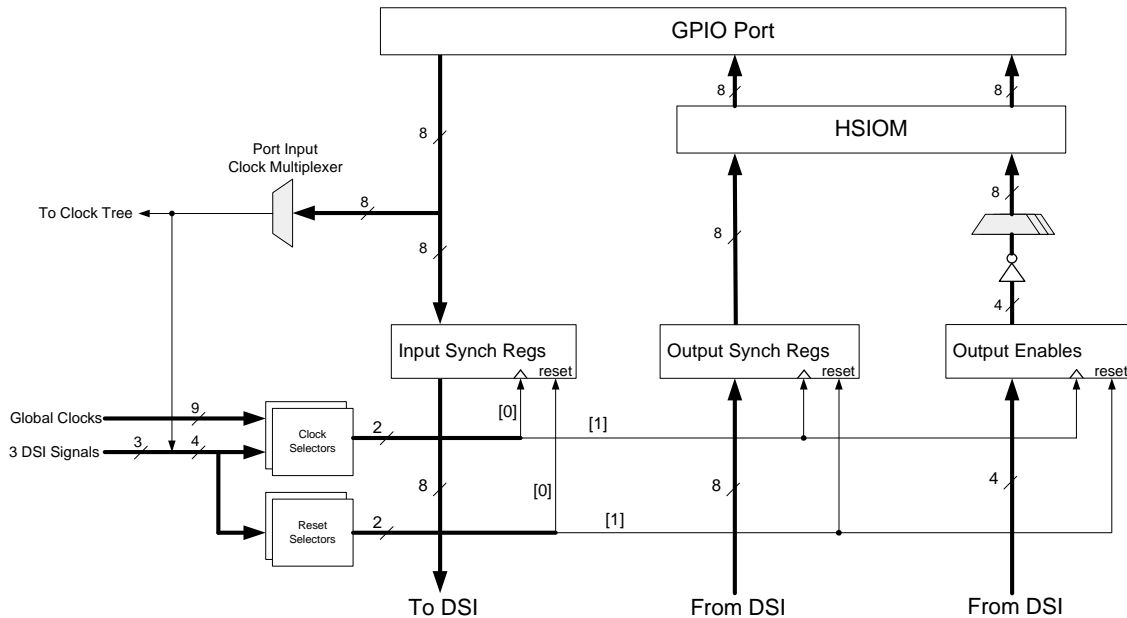 GPIO Port
8
8
HSIOM
8
Port Input
Clock Multiplexer
8
8
To Clock Tree
8
8
8
4
Input Synch Regs
reset
Output Synch Regs
reset
Output Enables
reset
Global Clocks
9
[0]
3 DSI Signals
3
4
Clock
Selectors
2
[1]
8
[0]
8
4
Reset
Selectors
2
[1]
To DSI
From DSI
From DSI